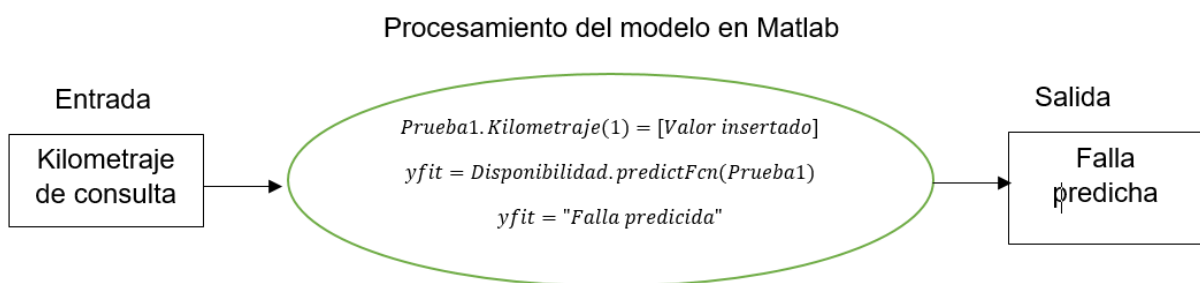 Procesamiento del modelo en Matlab
Entrada
Kilometraje
de consulta
Prueba1.Kilometraje(1) = [Valor insertado]
yfit = Disponibilidad.predictFcn(Prueba1)
yfit = "Falla predicida"
Salida
Falla
predicha